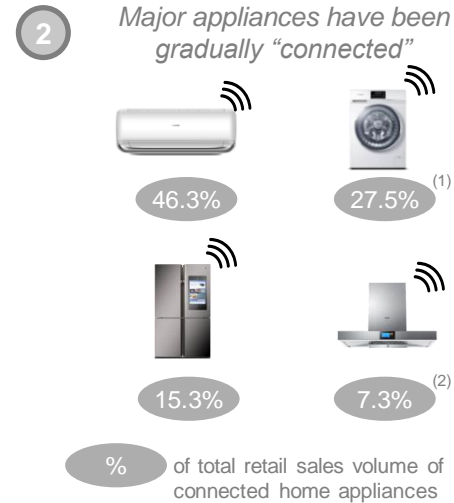 2
Major appliances have been
gradually “connected”
46.3%
27.5% (1)
15.3%
7.3% (2)
% of total retail sales volume of
connected home appliances